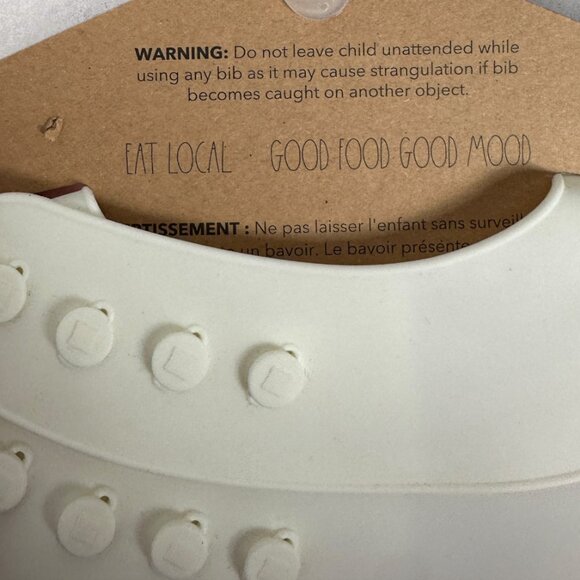 WARNING: Do not leave child unattended while
using any bib as it may cause strangulation if bib
becomes caught on another object.
EAT LOCAL · GOOD FOOD GOOD MOOD
: Ne pas laisser l'enfant sans
un bavoir. Le bavoir présente